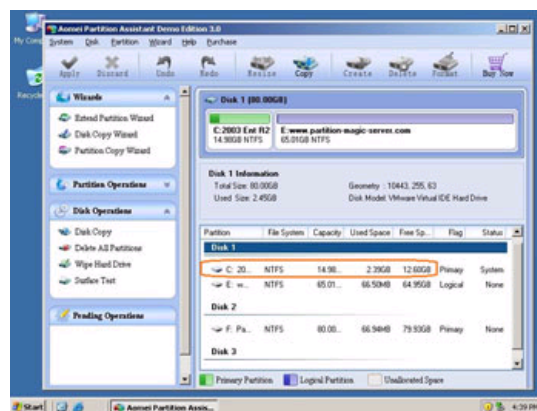 My Comp
Recycle
Aomei Partition Assistant Demo Edition 3.0
System Disk Partition Wizard Help Purchase
Apply Discard Undo Redo Resize Copy Create Delete Format Buy Now
Wizards
Extend Partition Wizard
Disk Copy Wizard
Partition Copy Wizard
Partition Operations
Disk Operations
Disk Copy
Delete All Partitions
Wipe Hard Drive
Surface Test
Pending Operations
Disk 1 (80.00GB)
C:2003 Ent R2
14.98GB NTFS
E:www.partition-magic-server.com
65.01GB NTFS
Disk 1 Information
Total Size: 80.00GB Geometry : 10443, 255, 63
Used Size: 2.45GB Disk Model: VMware Virtual IDE Hard Drive
Partition File System Capacity Used Space Free Sp... Flag Status
Disk 1
C: 20... NTFS 14.98... 2.39GB 12.60GB Primary System
E: w... NTFS 65.01... 66.50MB 64.95GB Logical None
Disk 2
F: Pa... NTFS 80.00... 66.94MB 79.93GB Primary None
Disk 3
Primary Partition Logical Partition Unallocated Space
Start Aomei Partition Assis... 4:39 PM